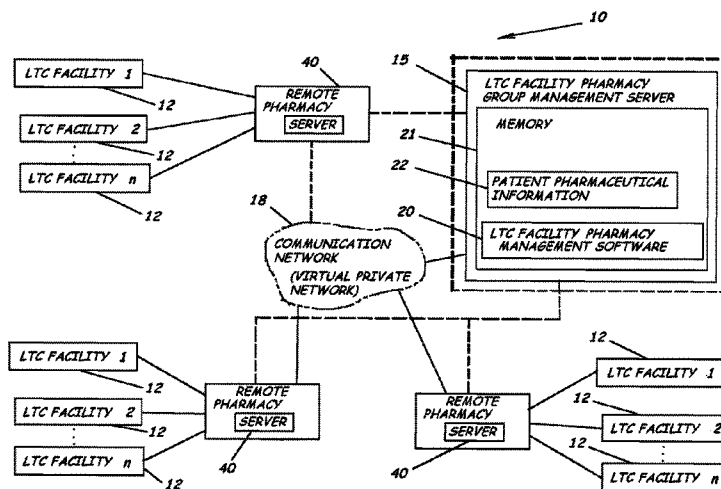 10
LTC FACILITY 1
12
LTC FACILITY 2
12
LTC FACILITY n
12
40
REMOTE
PHARMACY
SERVER
15
LTC FACILITY PHARMACY
GROUP MANAGEMENT SERVER
21
MEMORY
22
PATIENT PHARMACEUTICAL
INFORMATION
20
LTC FACILITY PHARMACY
MANAGEMENT SOFTWARE
18
COMMUNICATION
NETWORK
(VIRTUAL PRIVATE
NETWORK)
LTC FACILITY 1
12
LTC FACILITY 2
12
LTC FACILITY n
12
REMOTE
PHARMACY
SERVER
40
REMOTE
PHARMACY
SERVER
40
12
LTC FACILITY 1
12
LTC FACILITY 2
12
LTC FACILITY n